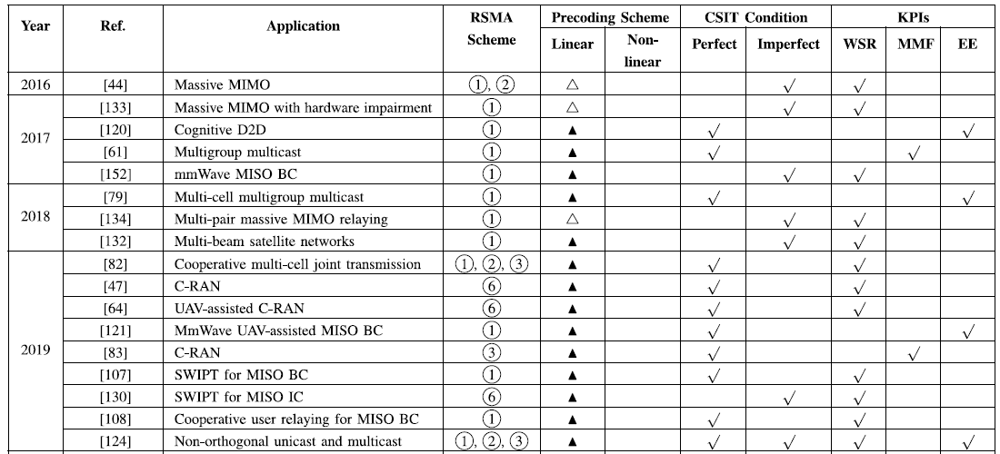 Year Ref. Application RSMA Scheme Precoding Scheme CSIT Condition KPIs
Linear Non-linear Perfect Imperfect WSR MMF EE
2016 [44] Massive MIMO ①, ② △ √ √
2017 [133] Massive MIMO with hardware impairment ① △ √ √
[120] Cognitive D2D ① ▲ √ √
[61] Multigroup multicast ① ▲ √ √
[152] mmWave MISO BC ① ▲ √ √
2018 [79] Multi-cell multigroup multicast ① ▲ √ √
[134] Multi-pair massive MIMO relaying ① △ √ √
[132] Multi-beam satellite networks ① ▲ √ √
2019 [82] Cooperative multi-cell joint transmission ①, ②, ③ ▲ √ √
[47] C-RAN ⑥ ▲ √ √
[64] UAV-assisted C-RAN ⑥ ▲ √ √
[121] MmWave UAV-assisted MISO BC ① ▲ √ √
[83] C-RAN ③ ▲ √ √
[107] SWIPT for MISO BC ① ▲ √ √
[130] SWIPT for MISO IC ⑥ ▲ √ √
[108] Cooperative user relaying for MISO BC ① ▲ √ √
[124] Non-orthogonal unicast and multicast ①, ②, ③ ▲ √ √ √ √